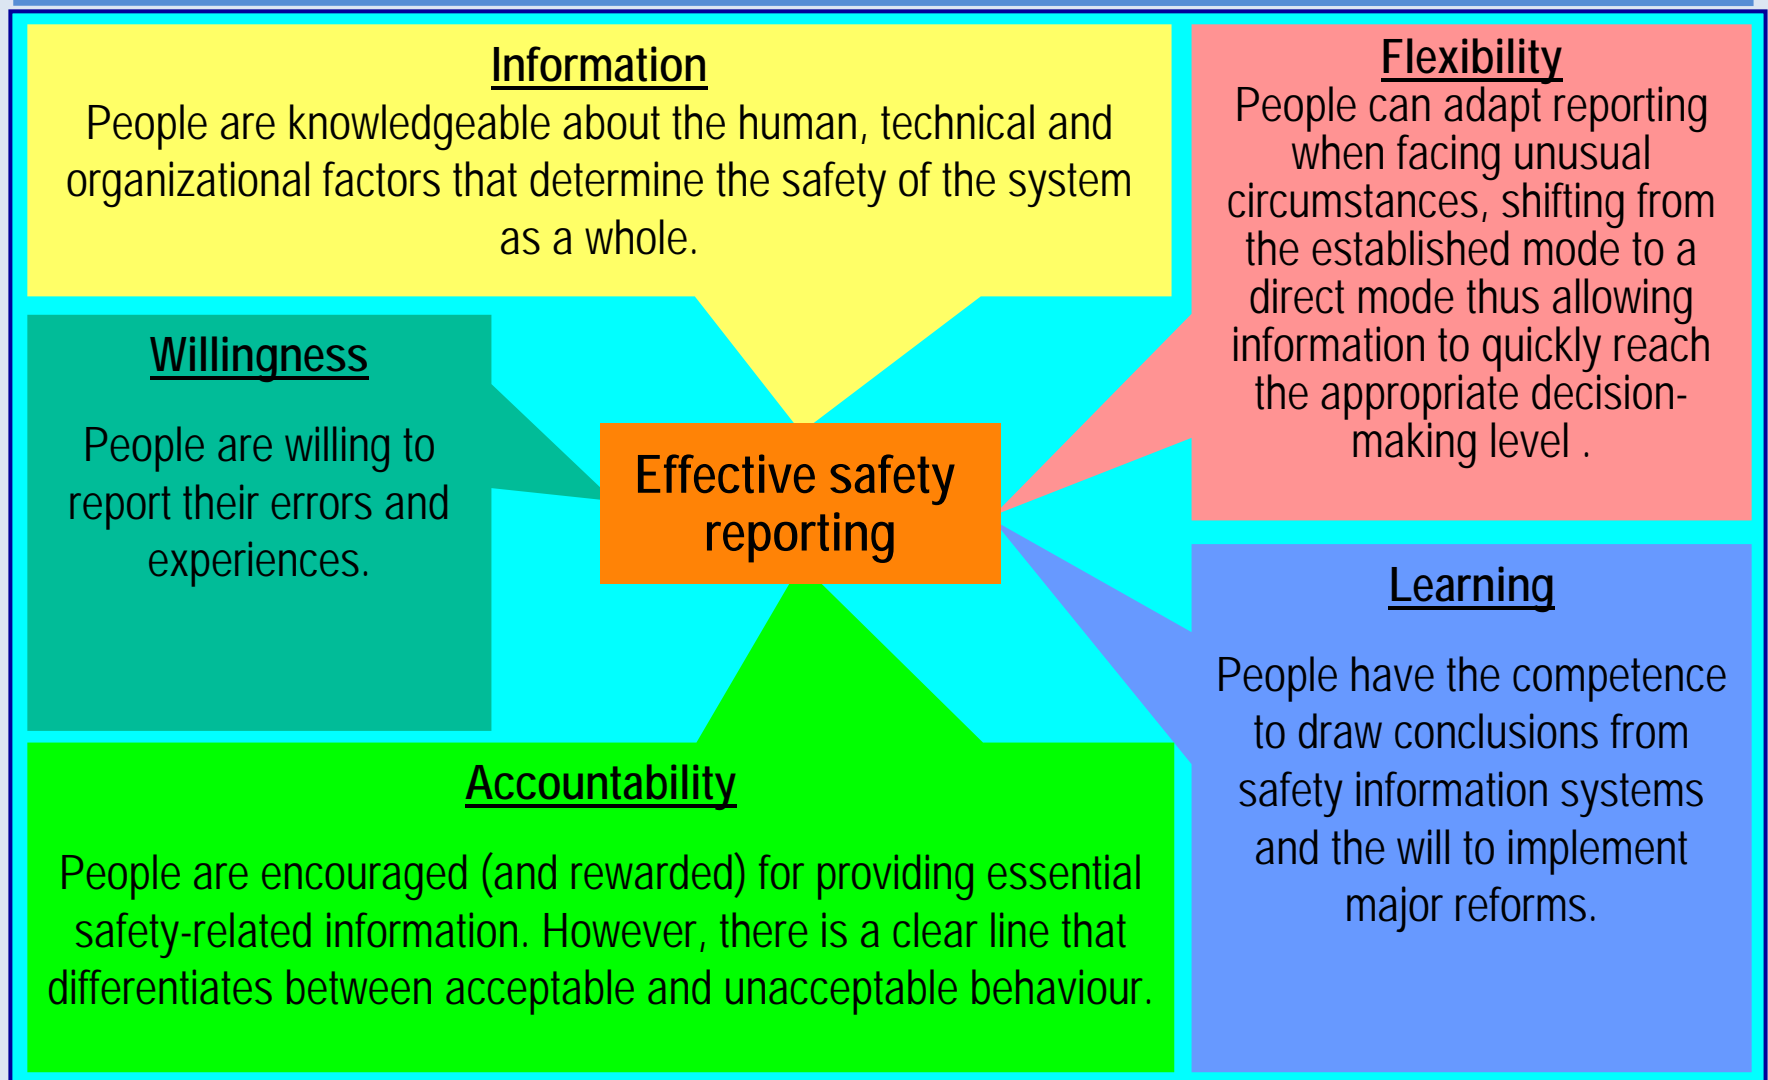 Information
People are knowledgeable about the human, technical and
organizational factors that determine the safety of the system
as a whole.
Flexibility
People can adapt reporting
when facing unusual
circumstances, shifting from
the established mode to a
direct mode thus allowing
information to quickly reach
the appropriate decision-
making level .
Willingness
People are willing to
report their errors and
experiences.
Effective safety
reporting
Learning
People have the competence
to draw conclusions from
safety information systems
and the will to implement
major reforms.
Accountability
People are encouraged (and rewarded) for providing essential
safety-related information. However, there is a clear line that
differentiates between acceptable and unacceptable behaviour.